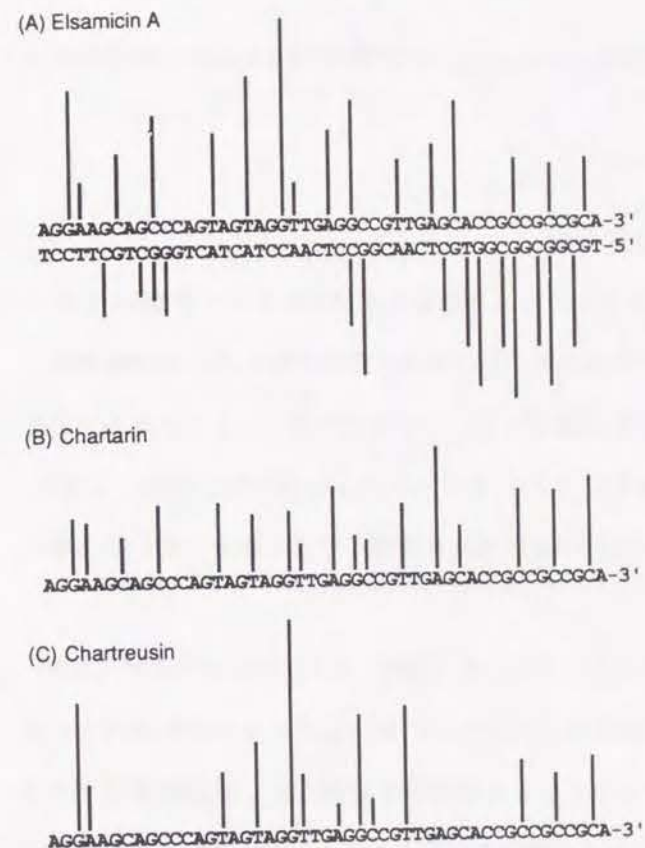 (A) Elsamicin A
AGGAAGCAGCCCAGTAGTAGGTTGAGGCCGTTGAGCACCGCCGCCGCA-3'
TCCTTCGTCGGGTCATCATCCAACTCCGGCAACTCGTGGCGGCGGCGT-5'
(B) Chartarin
AGGAAGCAGCCCAGTAGTAGGTTGAGGCCGTTGAGCACCGCCGCCGCA-3'
(C) Chartreusin
AGGAAGCAGCCCAGTAGTAGGTTGAGGCCGTTGAGCACCGCCGCCGCA-3'